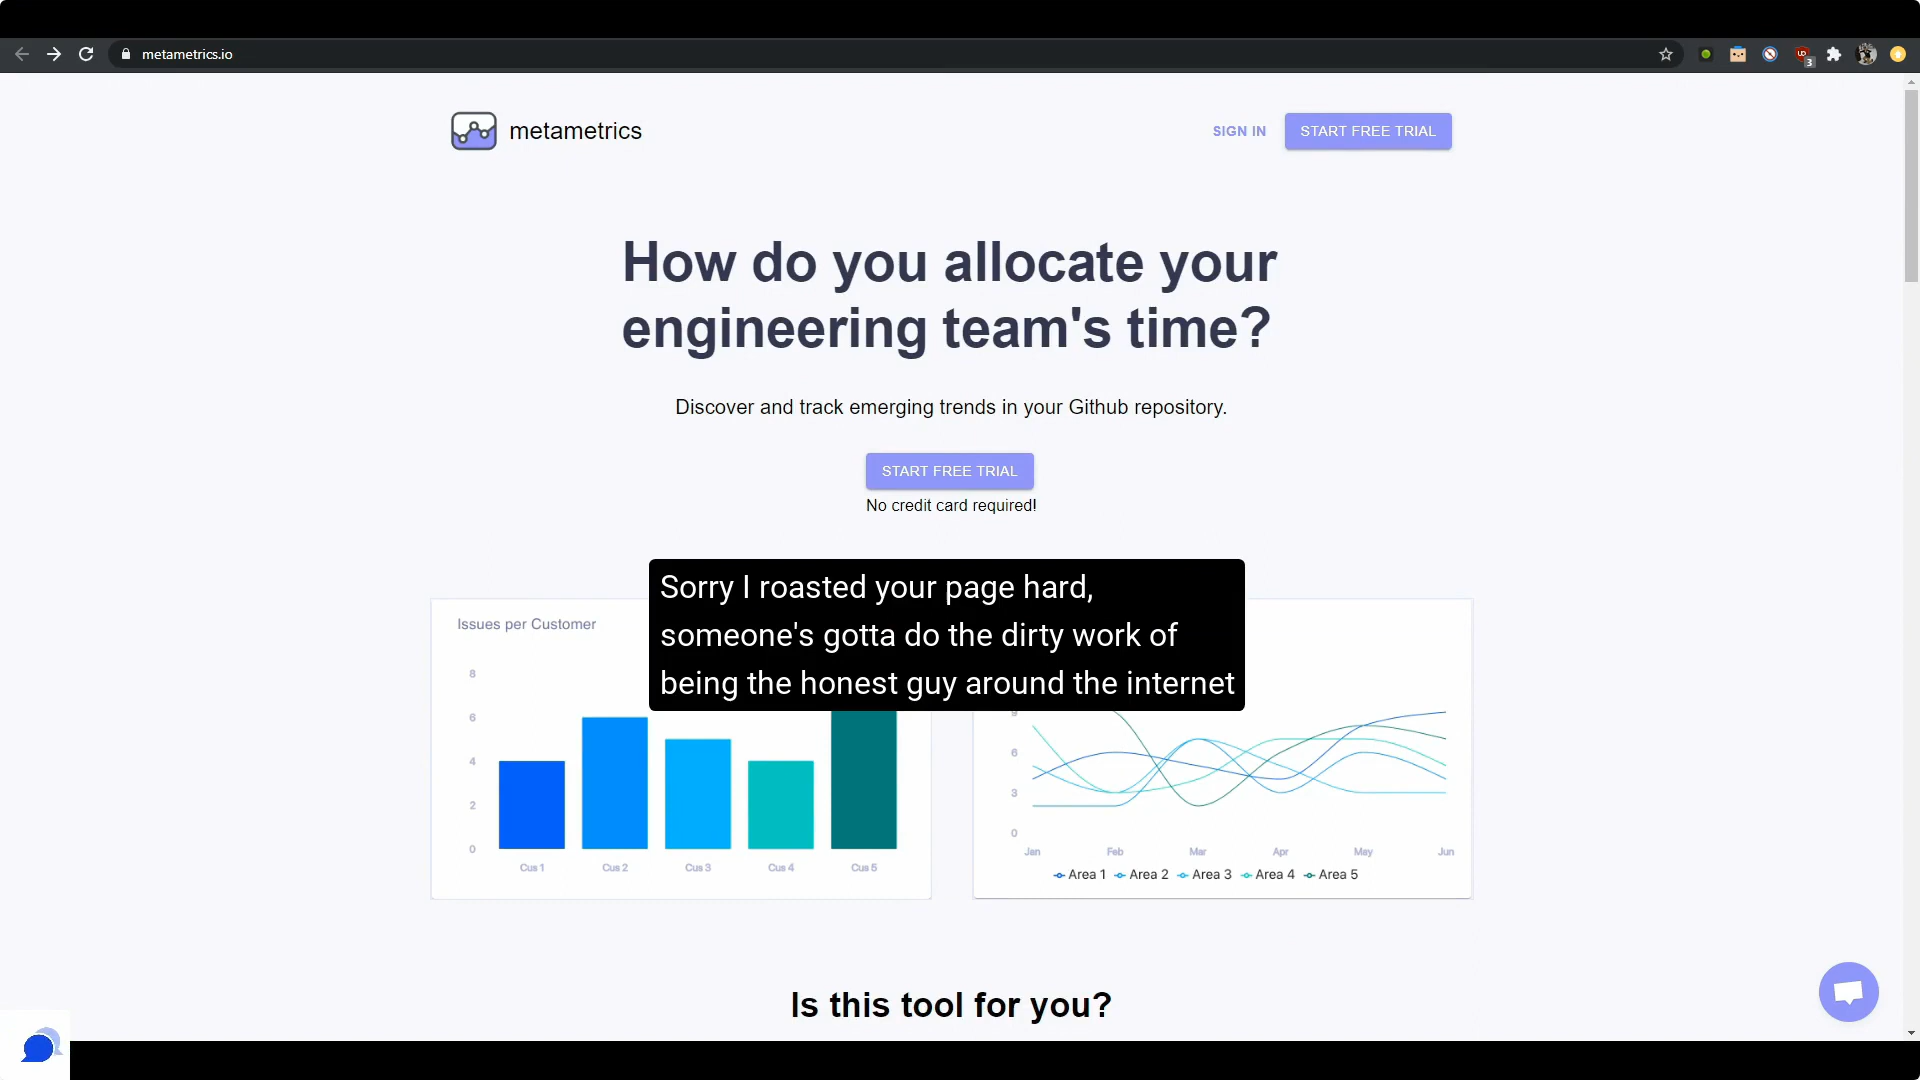 metametrics.io
3
metametrics
SIGN IN
START FREE TRIAL
How do you allocate your
engineering team's time?
Discover and track emerging trends in your Github repository.
START FREE TRIAL
No credit card required!
Sorry I roasted your page hard,
someone's gotta do the dirty work of
being the honest guy around the internet
Issues per Customer
8
6
4
2
0
Cus 1
Cus 2
Cus 3
Cus 4
Cus 5
9
6
3
0
Jan
Feb
Mar
Apr
May
Jun
Area 1
Area 2
Area 3
Area 4
Area 5
Is this tool for you?